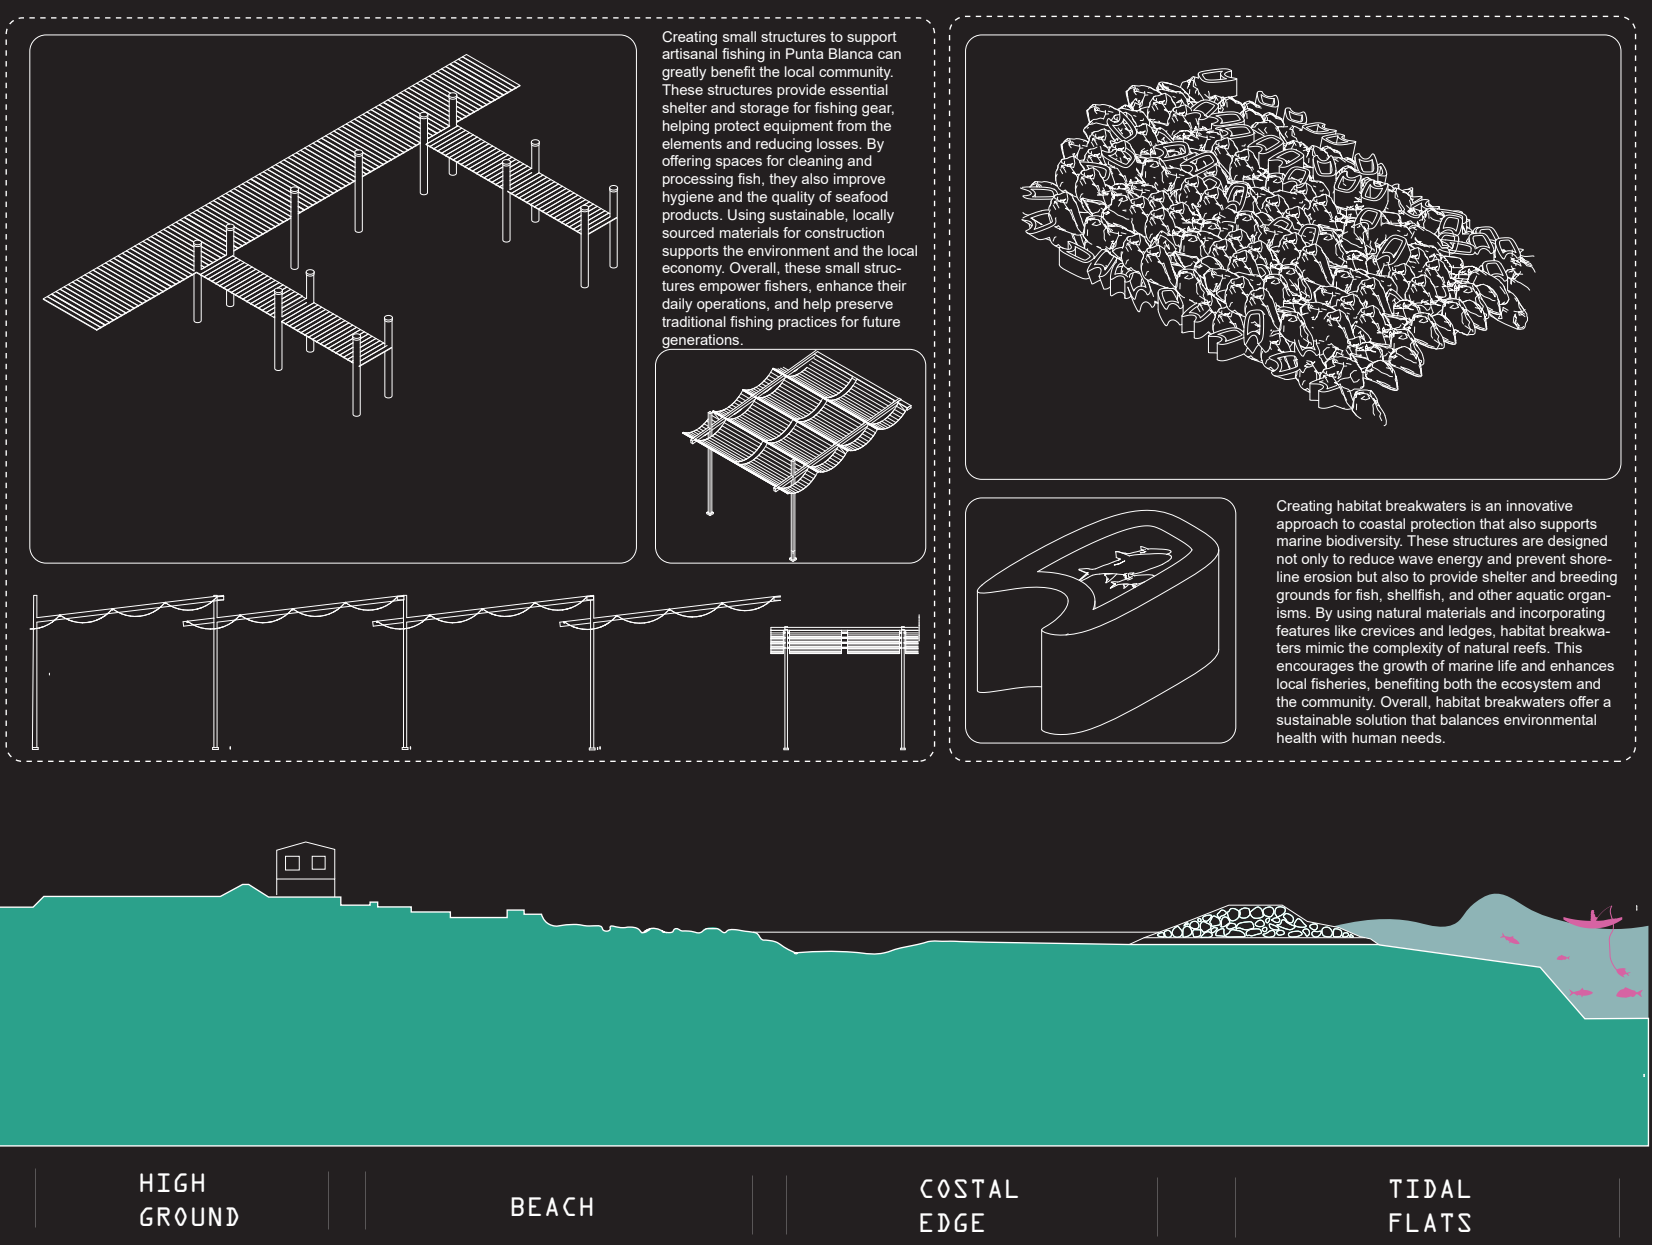 Creating small structures to support
artisanal fishing in Punta Blanca can
greatly benefit the local community.
These structures provide essential
shelter and storage for fishing gear,
helping protect equipment from the
elements and reducing losses. By
offering spaces for cleaning and
processing fish, they also improve
hygiene and the quality of seafood
products. Using sustainable, locally
sourced materials for construction
supports the environment and the local
economy. Overall, these small struc-
tures empower fishers, enhance their
daily operations, and help preserve
traditional fishing practices for future
generations.
Creating habitat breakwaters is an innovative
approach to coastal protection that also supports
marine biodiversity. These structures are designed
not only to reduce wave energy and prevent shore-
line erosion but also to provide shelter and breeding
grounds for fish, shellfish, and other aquatic organ-
isms. By using natural materials and incorporating
features like crevices and ledges, habitat breakwa-
ters mimic the complexity of natural reefs. This
encourages the growth of marine life and enhances
local fisheries, benefiting both the ecosystem and
the community. Overall, habitat breakwaters offer a
sustainable solution that balances environmental
health with human needs.
HIGH
GROUND
BEACH
COSTAL
EDGE
TIDAL
FLATS